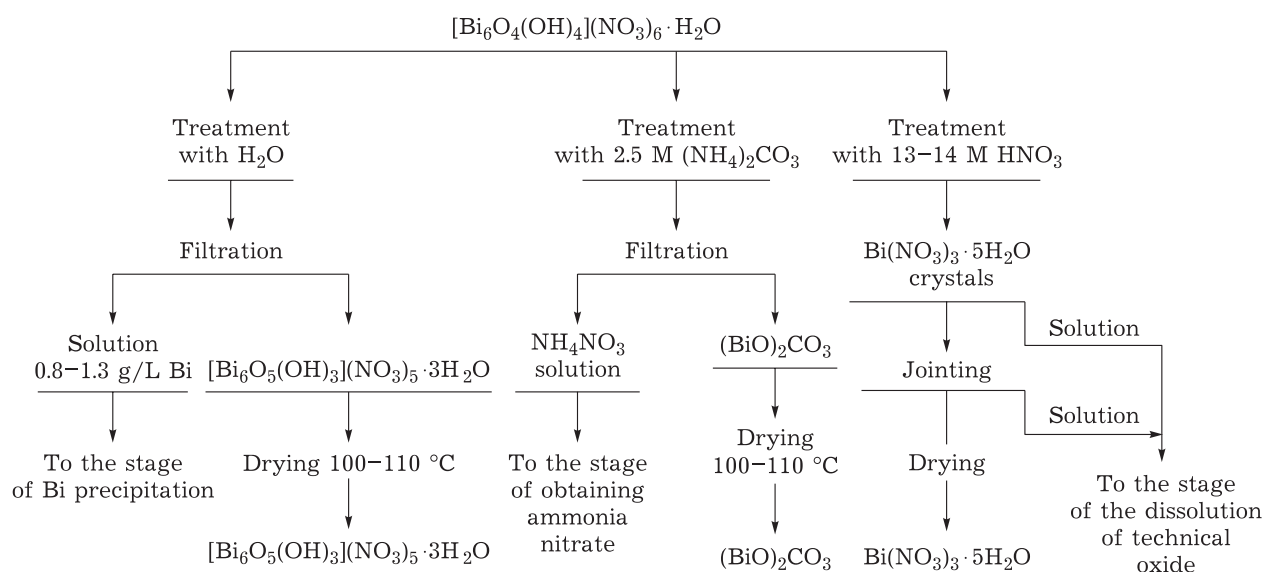 [Bi₆O₄(OH)₄](NO₃)₆·H₂O
Treatment
with H₂O
Treatment
with 2.5 M (NH₄)₂CO₃
Treatment
with 13–14 M HNO₃
Filtration
Filtration
Bi(NO₃)₃·5H₂O
crystals
Solution
0.8–1.3 g/L Bi
[Bi₆O₅(OH)₃](NO₃)₅·3H₂O
NH₄NO₃
solution
(BiO)₂CO₃
Solution
Jointing
Solution
To the stage
of Bi precipitation
Drying 100–110 °C
To the stage
of obtaining
ammonia
nitrate
Drying
100–110 °C
Drying
To the stage
of the dissolution
of technical
oxide
[Bi₆O₅(OH)₃](NO₃)₅·3H₂O
(BiO)₂CO₃
Bi(NO₃)₃·5H₂O